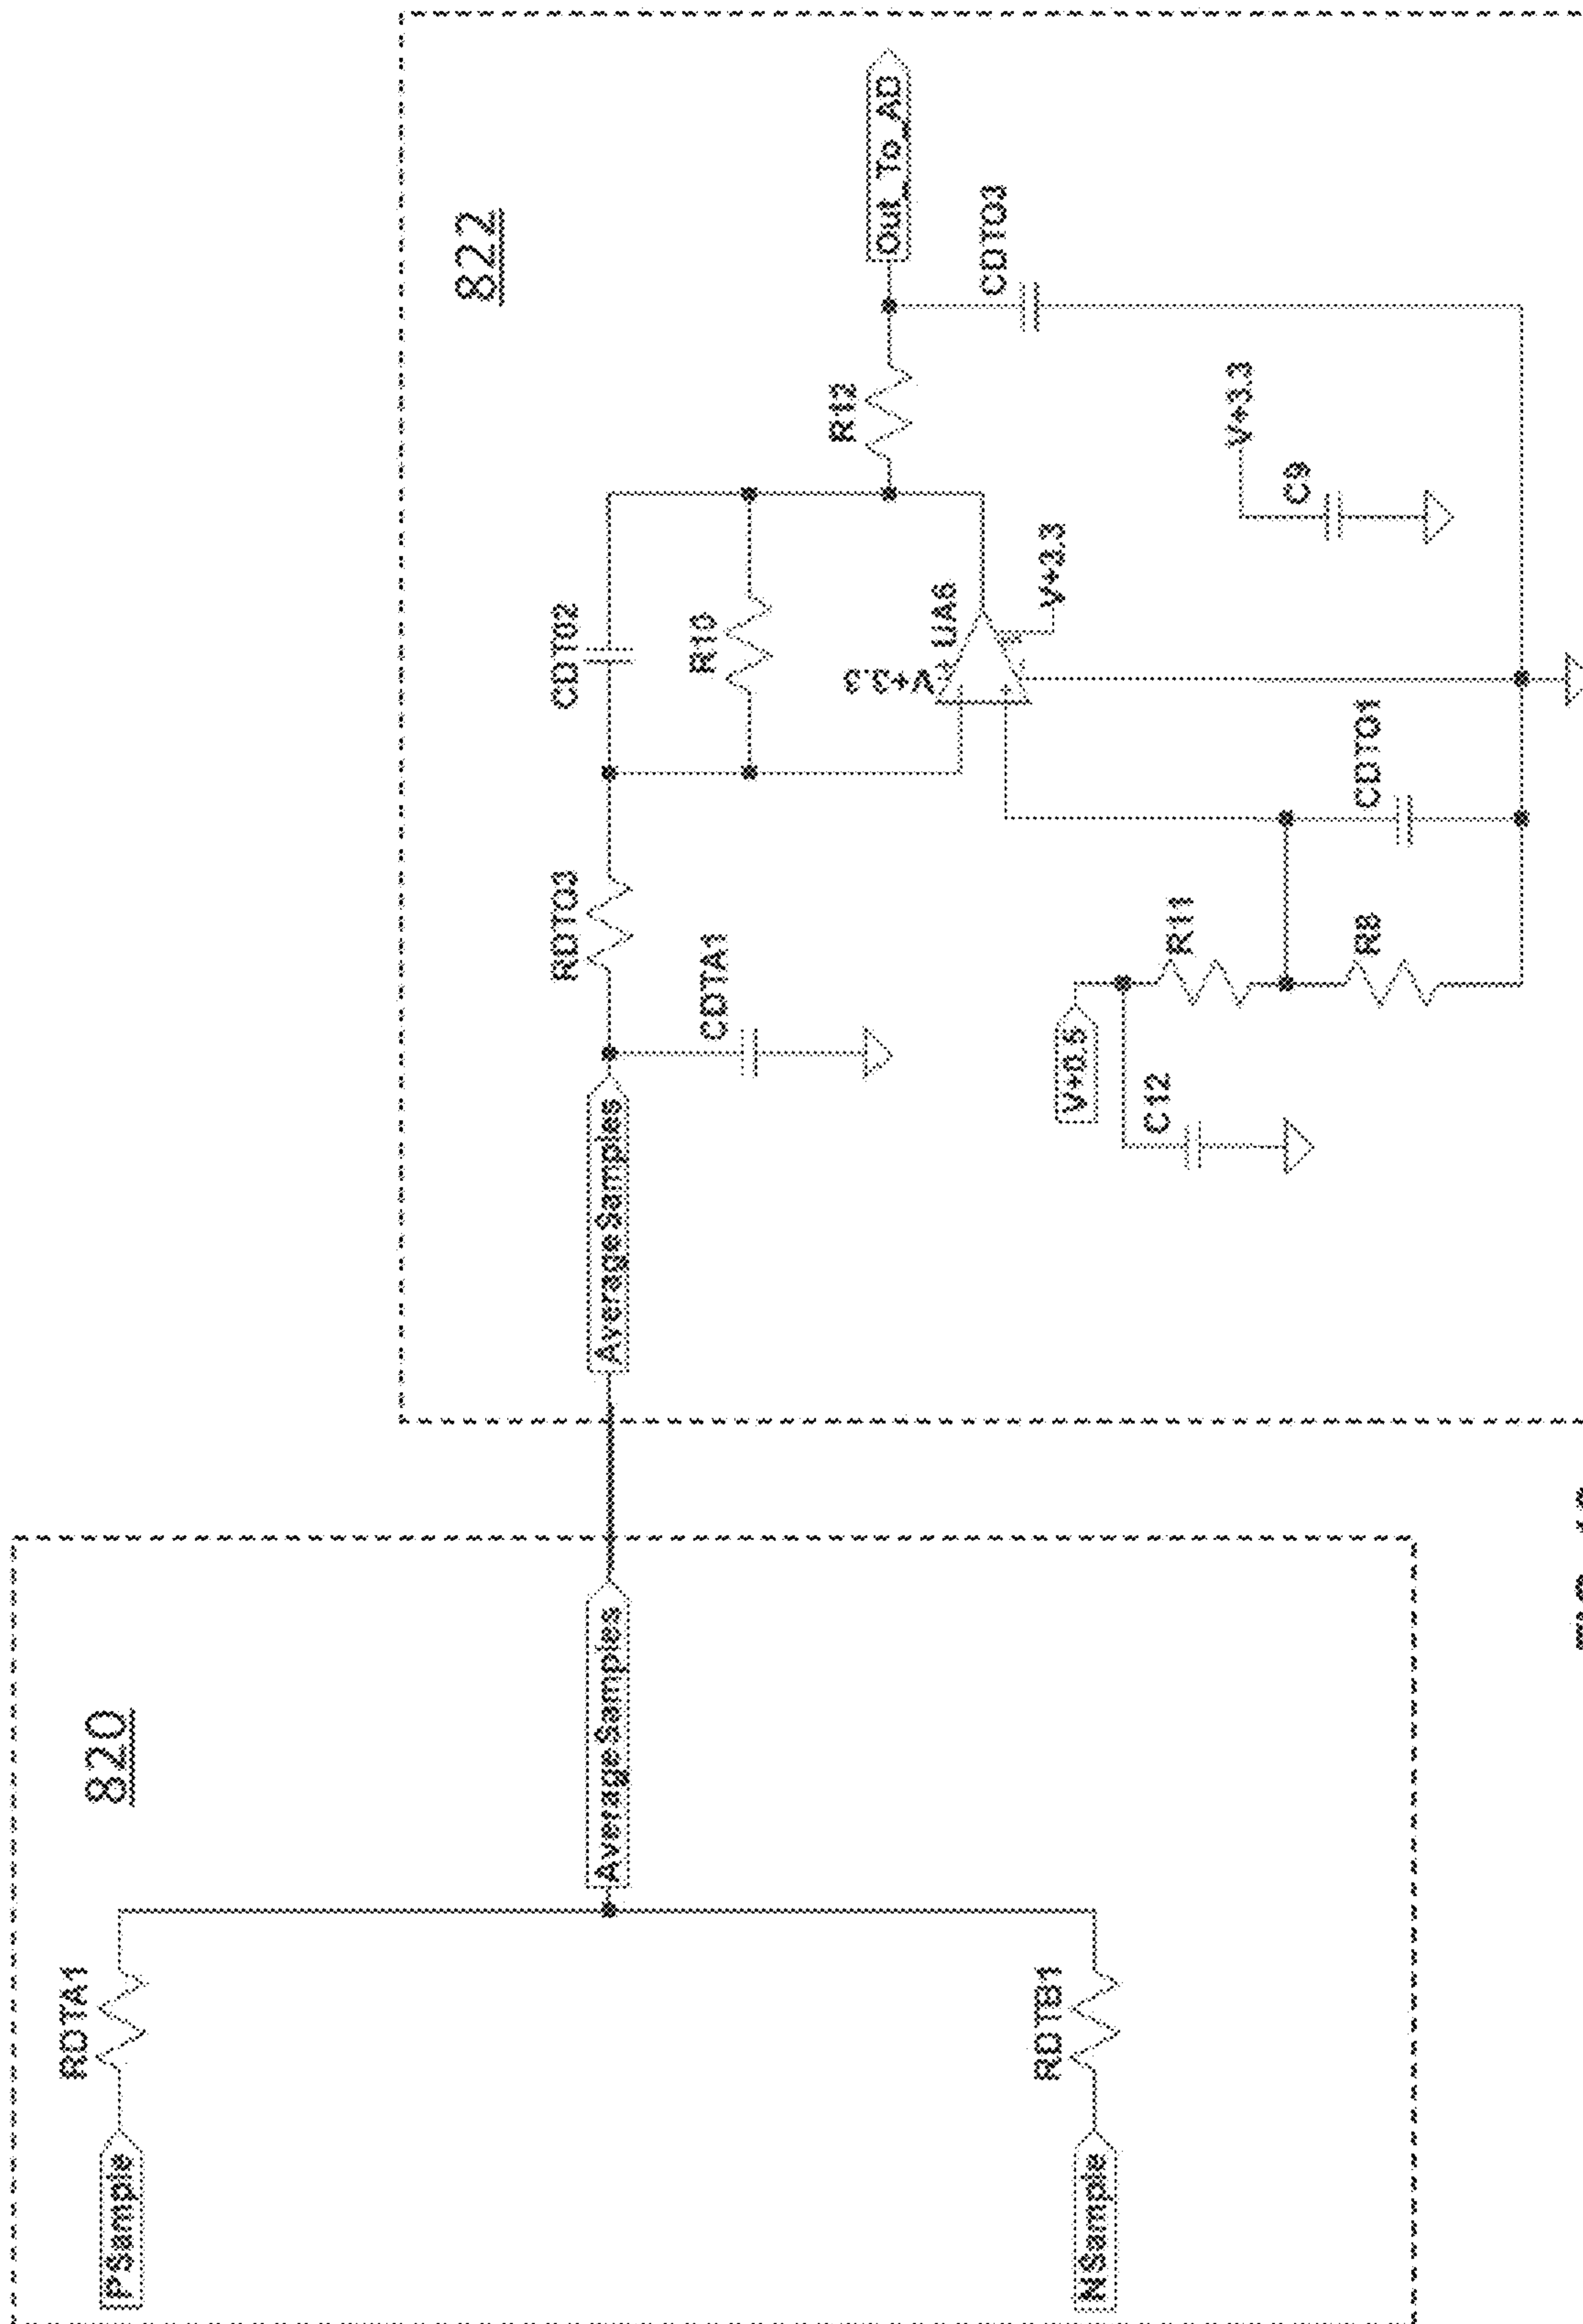 820
RDTA1
PSample
Average Samples
RDTB1
NSample
822
Average Samples
RDTO3
CDTA1
CDT02
R10
V+3.3
UA6
V+3.3
R12
Out_To_AD
CDTO3
V+3.3
C9
V+0.5
C12
R11
R8
CDTO1